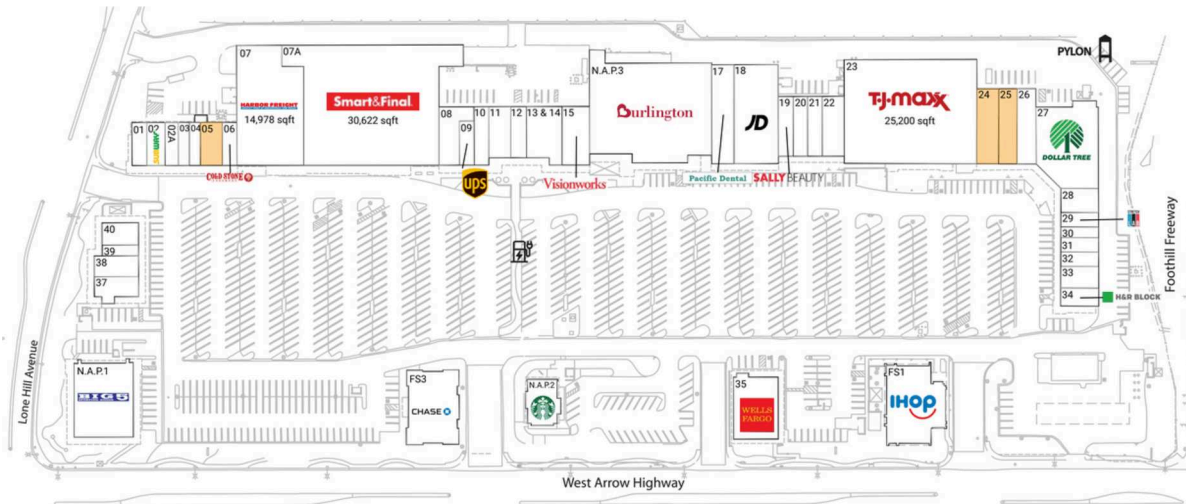 PYLON
07
07A
HARBOR FREIGHT
14,978 sqft
Smart&Final.
30,622 sqft
N.A.P.3
Burlington
17
18
JD
23
TJ-maxx
25,200 sqft
24
25
26
27
DOLLAR TREE
01
02
SUBWAY
02A
03
04
05
06
COLD STONE
08
09
10
11
12
13 & 14
15
19
20
21
22
ups
Visionworks
Pacific Dental
SALLY BEAUTY
28
29
30
31
32
33
34
H&R BLOCK
40
39
38
37
Foothill Freeway
Lone Hill Avenue
N.A.P.1
BIG 5
FS3
CHASE
N.A.P.2
35
WELLS
FARGO
FS1
IHOP
West Arrow Highway